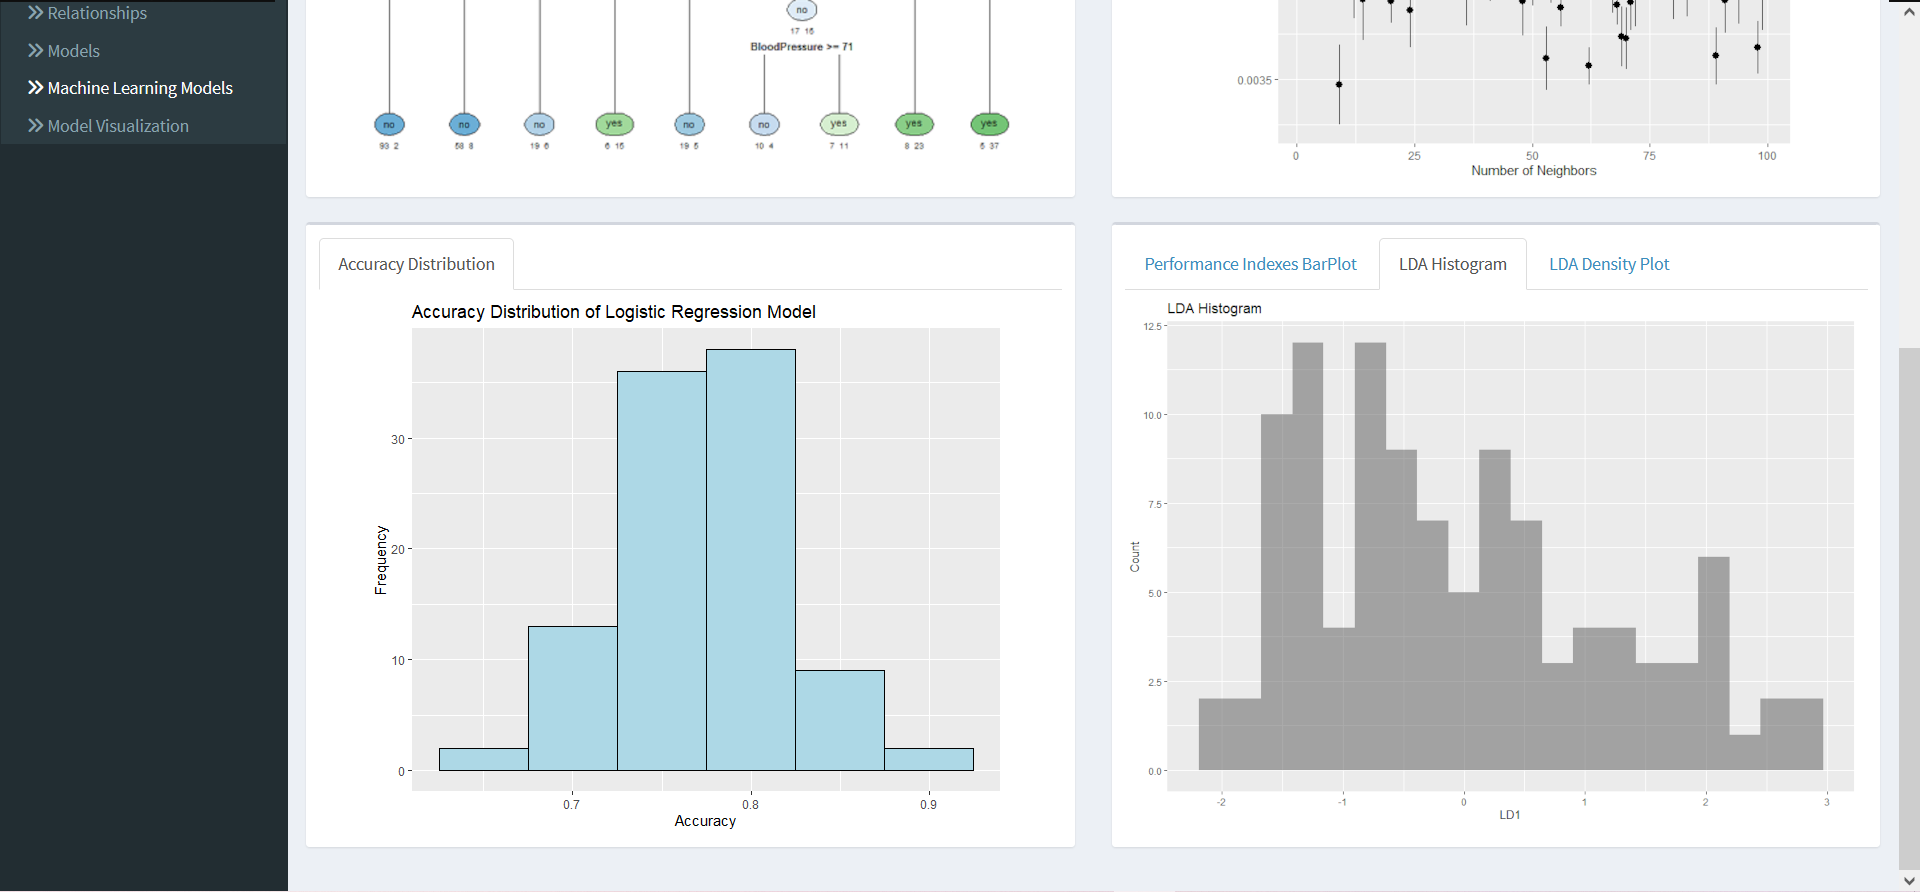 Relationships
Models
Machine Learning Models
Model Visualization
no
17 15
BloodPressure >= 71
no no no yes no no yes yes yes
93 2 58 8 19 6 6 15 19 5 10 4 7 11 8 23 5 37
0.0035
0 25 50 75 100
Number of Neighbors
Accuracy Distribution
Accuracy Distribution of Logistic Regression Model
30
20
10
0
Frequency
0.7 0.8 0.9
Accuracy
Performance Indexes BarPlot LDA Histogram LDA Density Plot
LDA Histogram
12.5
10.0
7.5
5.0
2.5
0.0
Count
-2 -1 0 1 2 3
LD1